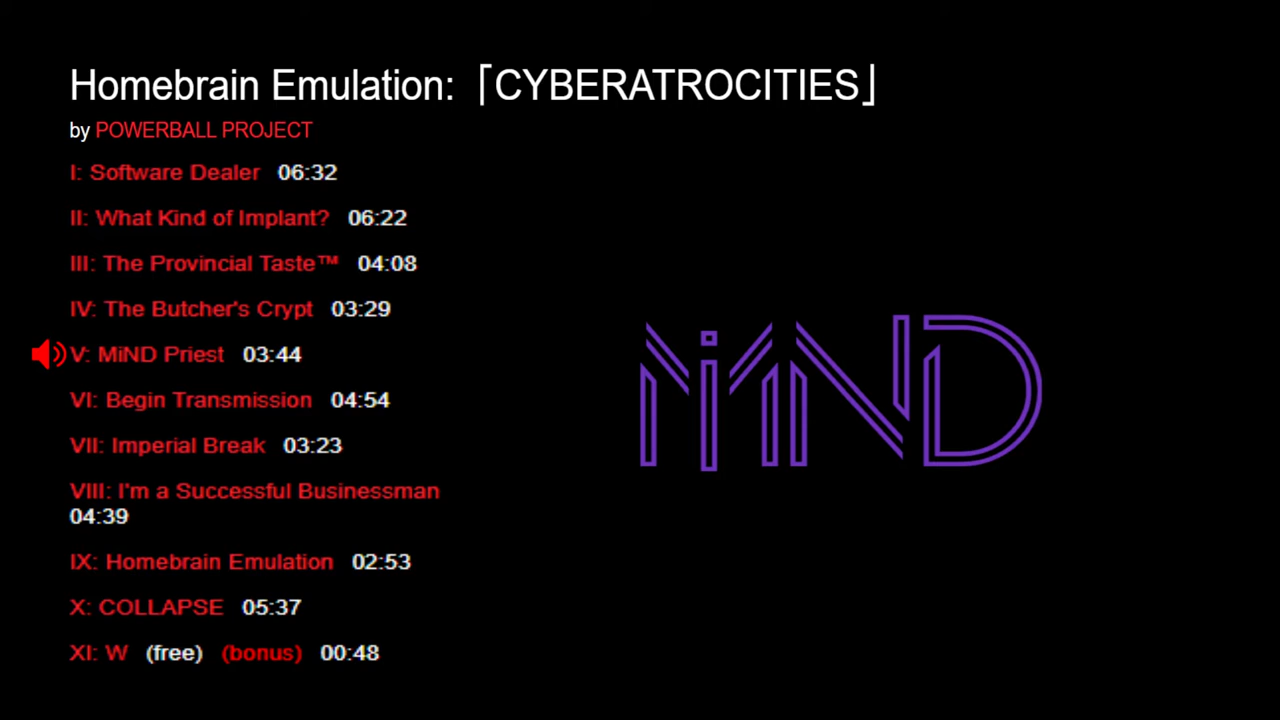 Homebrain Emulation: ⌈CYBERATROCITIES⌋
by POWERBALL PROJECT
I: Software Dealer 06:32
II: What Kind of Implant? 06:22
III: The Provincial Taste™ 04:08
IV: The Butcher's Crypt 03:29
V: MiND Priest 03:44
VI: Begin Transmission 04:54
VII: Imperial Break 03:23
VIII: I'm a Successful Businessman
04:39
IX: Homebrain Emulation 02:53
X: COLLAPSE 05:37
XI: W (free) (bonus) 00:48
MiND